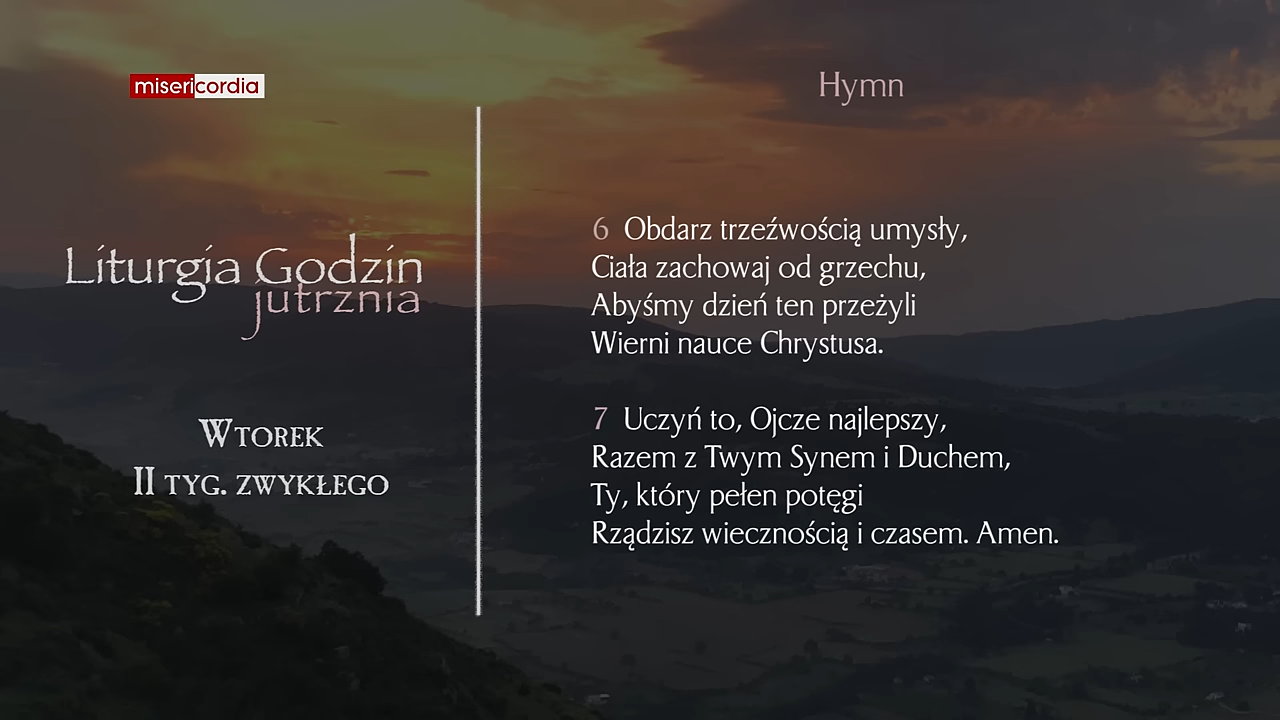 misericordia
Liturgia Godzin
jutrznia
Wtorek
II tyg. zwykłego
Hymn
6 Obdarz trzeźwością umysły,
Ciała zachowaj od grzechu,
Abyśmy dzień ten przeżyli
Wierni nauce Chrystusa.
7 Uczyń to, Ojcze najlepszy,
Razem z Twym Synem i Duchem,
Ty, który pełen potęgi
Rządzisz wiecznością i czasem. Amen.